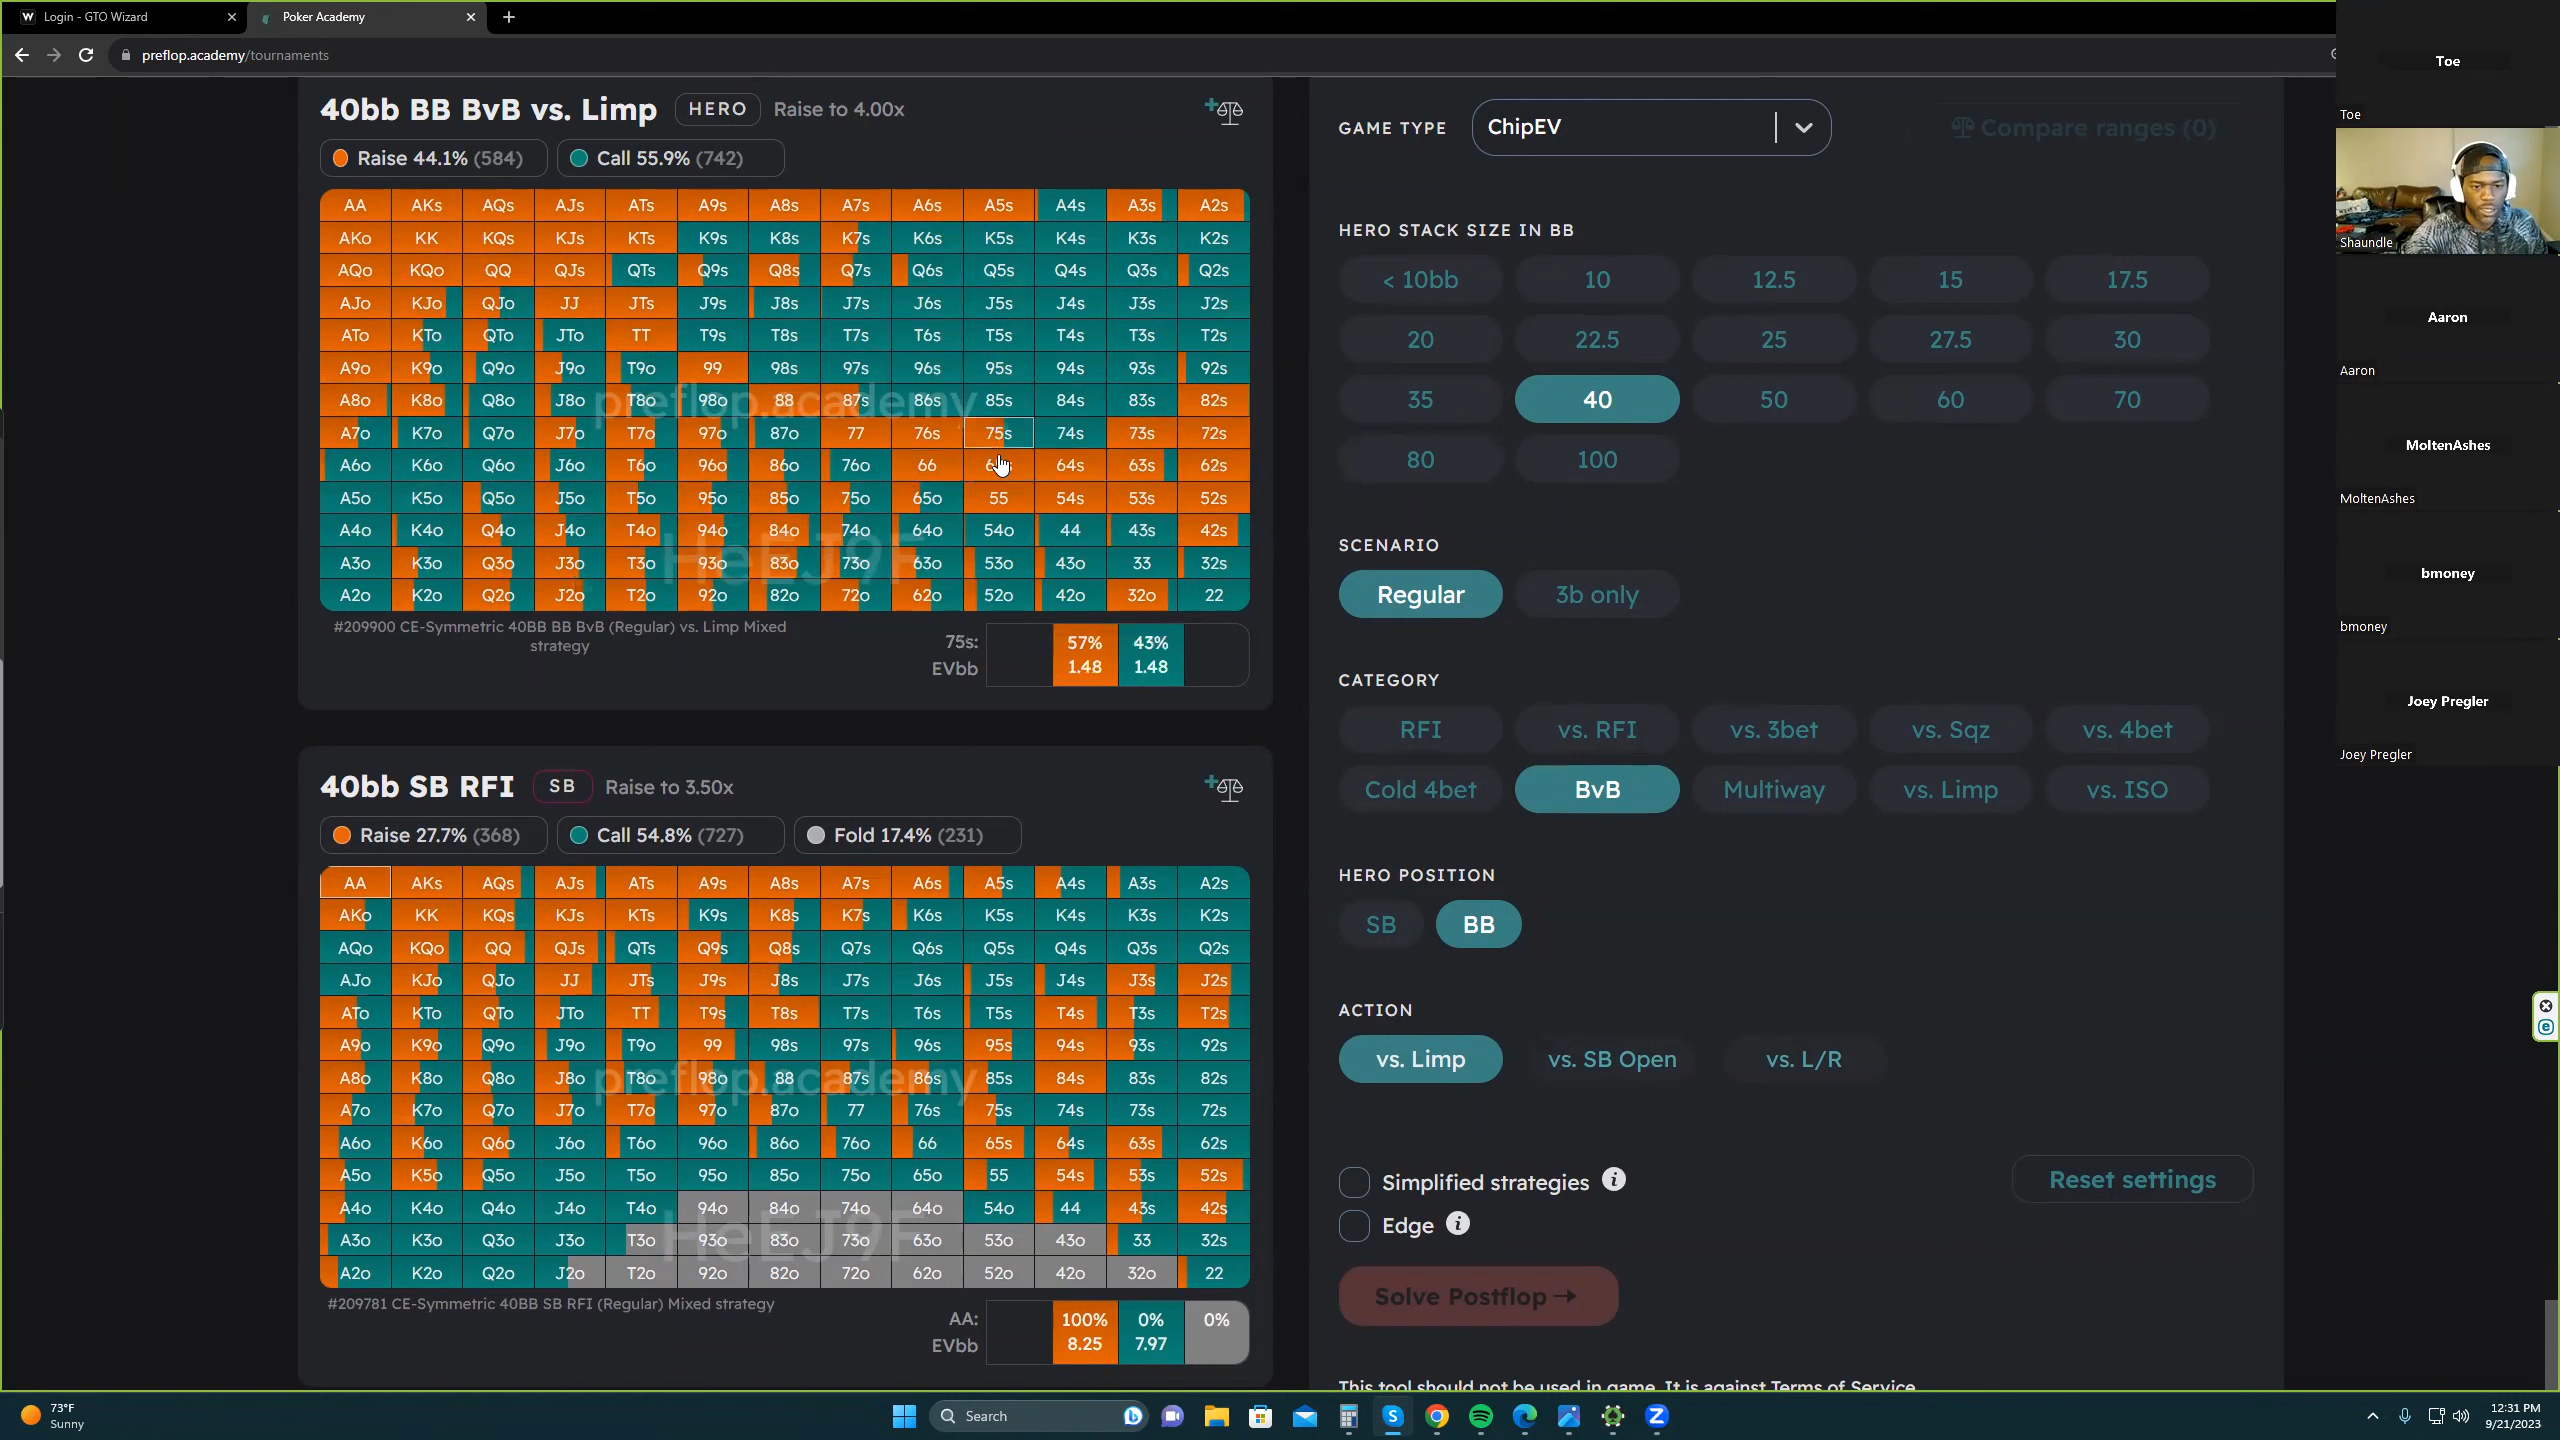 Login - GTO Wizard
Poker Academy
preflop.academy/tournaments
40bb BB BvB vs. Limp HERO Raise to 4.00x
Raise 44.1% (584) Call 55.9% (742)
AA AKs AQs AJs ATs A9s A8s A7s A6s A5s A4s A3s A2s
AKo KK KQs KJs KTs K9s K8s K7s K6s K5s K4s K3s K2s
AQo KQo QQ QJs QTs Q9s Q8s Q7s Q6s Q5s Q4s Q3s Q2s
AJo KJo QJo JJ JTs J9s J8s J7s J6s J5s J4s J3s J2s
ATo KTo QTo JTo TT T9s T8s T7s T6s T5s T4s T3s T2s
A9o K9o Q9o J9o T9o 99 98s 97s 96s 95s 94s 93s 92s
A8o K8o Q8o J8o T8o 98o 88 87s 86s 85s 84s 83s 82s
A7o K7o Q7o J7o T7o 97o 87o 77 76s 75s 74s 73s 72s
A6o K6o Q6o J6o T6o 96o 86o 76o 66 64s 63s 62s
A5o K5o Q5o J5o T5o 95o 85o 75o 65o 55 54s 53s 52s
A4o K4o Q4o J4o T4o 94o 84o 74o 64o 54o 44 43s 42s
A3o K3o Q3o J3o T3o 93o 83o 73o 63o 53o 43o 33 32s
A2o K2o Q2o J2o T2o 92o 82o 72o 62o 52o 42o 32o 22
preflop.academy
HeEJ9F
#209900 CE-Symmetric 40BB BB BvB (Regular) vs. Limp Mixed
strategy
75s: 57% 43%
EVbb 1.48 1.48
40bb SB RFI SB Raise to 3.50x
Raise 27.7% (368) Call 54.8% (727) Fold 17.4% (231)
AA AKs AQs AJs ATs A9s A8s A7s A6s A5s A4s A3s A2s
AKo KK KQs KJs KTs K9s K8s K7s K6s K5s K4s K3s K2s
AQo KQo QQ QJs QTs Q9s Q8s Q7s Q6s Q5s Q4s Q3s Q2s
AJo KJo QJo JJ JTs J9s J8s J7s J6s J5s J4s J3s J2s
ATo KTo QTo JTo TT T9s T8s T7s T6s T5s T4s T3s T2s
A9o K9o Q9o J9o T9o 99 98s 97s 96s 95s 94s 93s 92s
A8o K8o Q8o J8o T8o 98o 88 87s 86s 85s 84s 83s 82s
A7o K7o Q7o J7o T7o 97o 87o 77 76s 75s 74s 73s 72s
A6o K6o Q6o J6o T6o 96o 86o 76o 66 65s 64s 63s 62s
A5o K5o Q5o J5o T5o 95o 85o 75o 65o 55 54s 53s 52s
A4o K4o Q4o J4o T4o 94o 84o 74o 64o 54o 44 43s 42s
A3o K3o Q3o J3o T3o 93o 83o 73o 63o 53o 43o 33 32s
A2o K2o Q2o J2o T2o 92o 82o 72o 62o 52o 42o 32o 22
preflop.academy
HeEJ9F
#209781 CE-Symmetric 40BB SB RFI (Regular) Mixed strategy
AA: 100% 0% 0%
EVbb 8.25 7.97
GAME TYPE ChipEV Compare ranges (0)
HERO STACK SIZE IN BB
< 10bb 10 12.5 15 17.5
20 22.5 25 27.5 30
35 40 50 60 70
80 100
SCENARIO
Regular 3b only
CATEGORY
RFI vs. RFI vs. 3bet vs. Sqz vs. 4bet
Cold 4bet BvB Multiway vs. Limp vs. ISO
HERO POSITION
SB BB
ACTION
vs. Limp vs. SB Open vs. L/R
Simplified strategies
Edge
Reset settings
Solve Postflop →
This tool should not be used in game. It is against Terms of Service
Toe
Toe
Shaundle
Aaron
Aaron
MoltenAshes
MoltenAshes
bmoney
bmoney
Joey Pregler
Joey Pregler
73°F
Sunny
Search
12:31 PM
9/21/2023